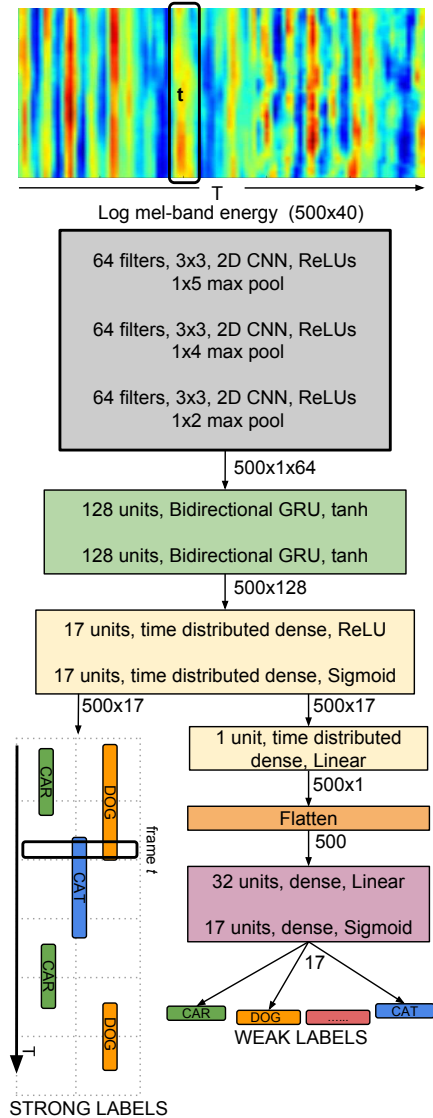 t
T
Log mel-band energy (500x40)
64 filters, 3x3, 2D CNN, ReLUs
1x5 max pool
64 filters, 3x3, 2D CNN, ReLUs
1x4 max pool
64 filters, 3x3, 2D CNN, ReLUs
1x2 max pool
500x1x64
128 units, Bidirectional GRU, tanh
128 units, Bidirectional GRU, tanh
500x128
17 units, time distributed dense, ReLU
17 units, time distributed dense, Sigmoid
500x17
500x17
CAR
DOG
frame t
CAT
CAR
DOG
T
STRONG LABELS
1 unit, time distributed
dense, Linear
500x1
Flatten
500
32 units, dense, Linear
17 units, dense, Sigmoid
17
CAR
DOG
......
CAT
WEAK LABELS